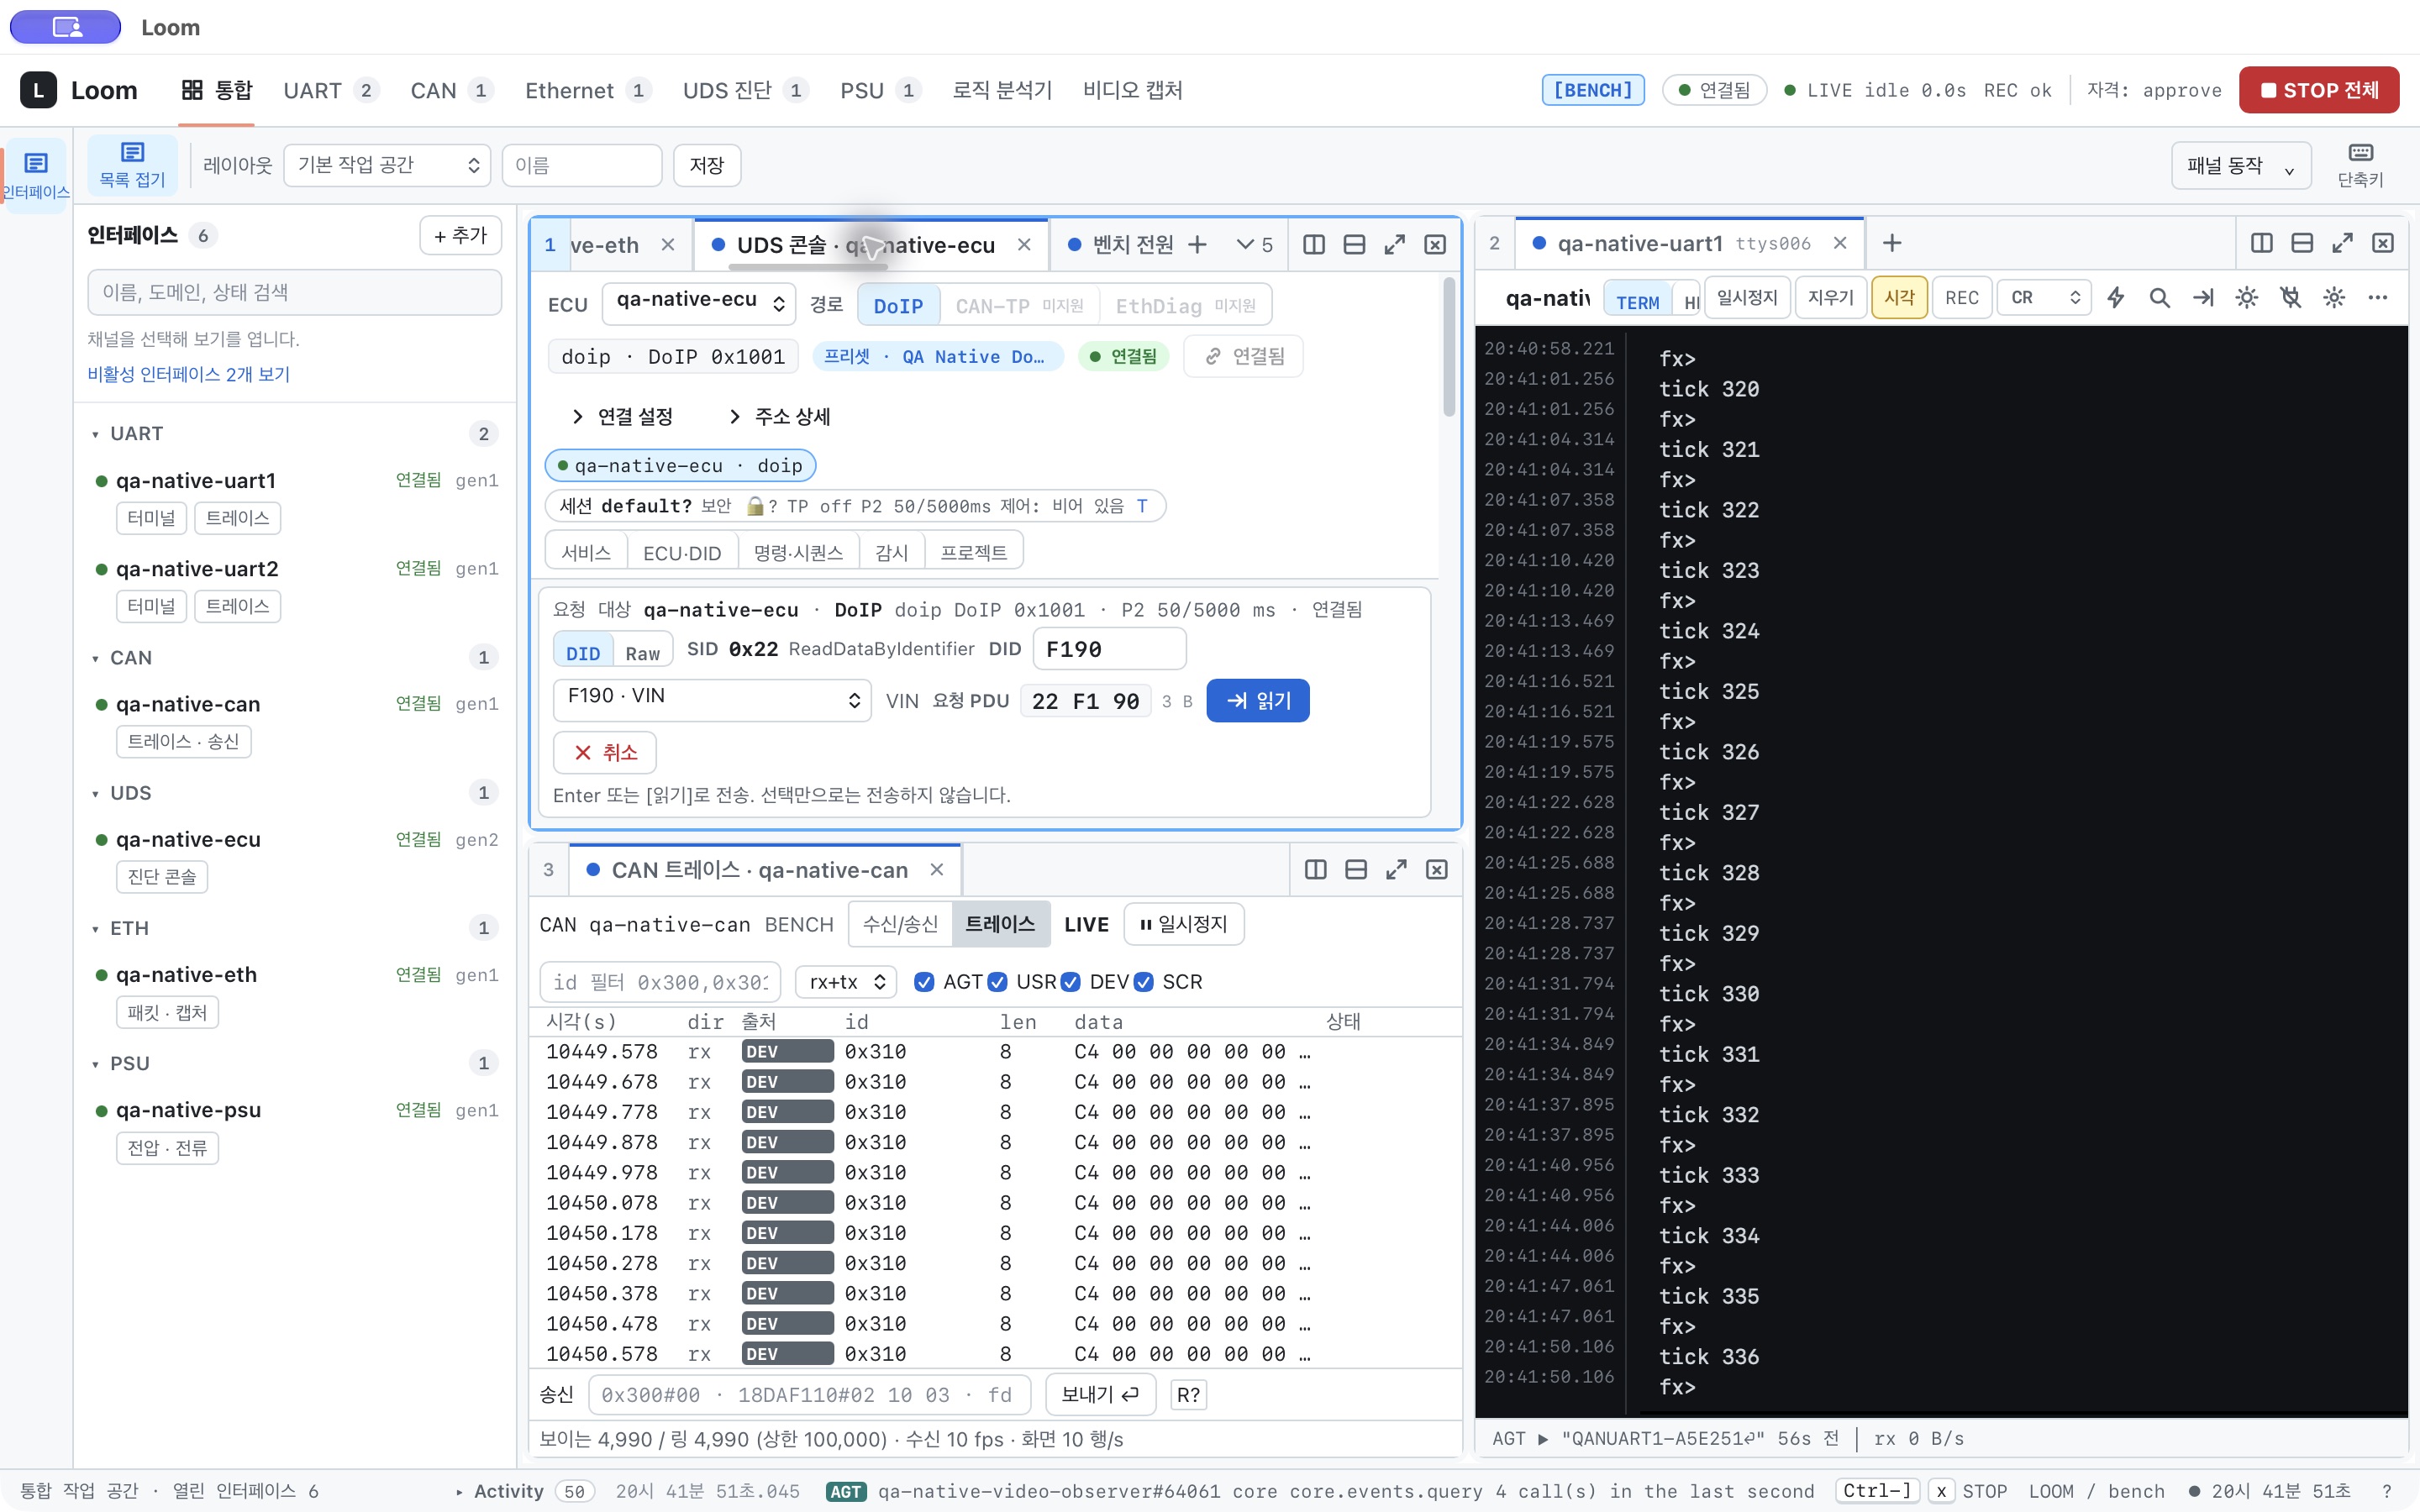 Loom
L Loom 통합 UART 2 CAN 1 Ethernet 1 UDS 진단 1 PSU 1 로직 분석기 비디오 캡처 [BENCH] 연결됨 LIVE idle 0.0s REC ok 자격: approve STOP 전체
인터페이스
목록 접기 레이아웃 기본 작업 공간 이름 저장 패널 동작 단축키
인터페이스 6 + 추가
이름, 도메인, 상태 검색
채널을 선택해 보기를 엽니다.
비활성 인터페이스 2개 보기
UART 2
qa-native-uart1 연결됨 gen1
터미널 트레이스
qa-native-uart2 연결됨 gen1
터미널 트레이스
CAN 1
qa-native-can 연결됨 gen1
트레이스 · 송신
UDS 1
qa-native-ecu 연결됨 gen2
진단 콘솔
ETH 1
qa-native-eth 연결됨 gen1
패킷 · 캡처
PSU 1
qa-native-psu 연결됨 gen1
전압 · 전류
1 ve-eth UDS 콘솔 · qa-native-ecu 벤치 전원 5
ECU qa-native-ecu 경로 DoIP CAN-TP 미지원 EthDiag 미지원
doip · DoIP 0x1001 프리셋 · QA Native Do… 연결됨 연결됨
연결 설정 주소 상세
qa-native-ecu · doip
세션 default? 보안 🔒? TP off P2 50/5000ms 제어: 비어 있음 T
서비스 ECU·DID 명령·시퀀스 감시 프로젝트
요청 대상 qa-native-ecu · DoIP doip DoIP 0x1001 · P2 50/5000 ms · 연결됨
DID Raw SID 0x22 ReadDataByIdentifier DID F190
F190 · VIN VIN 요청 PDU 22 F1 90 3 B 읽기
취소
Enter 또는 [읽기]로 전송. 선택만으로는 전송하지 않습니다.
3 CAN 트레이스 · qa-native-can
CAN qa-native-can BENCH 수신/송신 트레이스 LIVE 일시정지
id 필터 0x300,0x301 rx+tx AGT USR DEV SCR
시각(s) dir 출처 id len data 상태
10449.578 rx DEV 0x310 8 C4 00 00 00 00 00 …
10449.678 rx DEV 0x310 8 C4 00 00 00 00 00 …
10449.778 rx DEV 0x310 8 C4 00 00 00 00 00 …
10449.878 rx DEV 0x310 8 C4 00 00 00 00 00 …
10449.978 rx DEV 0x310 8 C4 00 00 00 00 00 …
10450.078 rx DEV 0x310 8 C4 00 00 00 00 00 …
10450.178 rx DEV 0x310 8 C4 00 00 00 00 00 …
10450.278 rx DEV 0x310 8 C4 00 00 00 00 00 …
10450.378 rx DEV 0x310 8 C4 00 00 00 00 00 …
10450.478 rx DEV 0x310 8 C4 00 00 00 00 00 …
10450.578 rx DEV 0x310 8 C4 00 00 00 00 00 …
송신 0x300#00 · 18DAF110#02 10 03 · fd 보내기 ⏎ R?
보이는 4,990 / 링 4,990 (상한 100,000) · 수신 10 fps · 화면 10 행/s
2 qa-native-uart1 ttys006
qa-nativ TERM HE 일시정지 지우기 시각 REC CR
20:40:58.221 fx>
20:41:01.256 tick 320
20:41:01.256 fx>
20:41:04.314 tick 321
20:41:04.314 fx>
20:41:07.358 tick 322
20:41:07.358 fx>
20:41:10.420 tick 323
20:41:10.420 fx>
20:41:13.469 tick 324
20:41:13.469 fx>
20:41:16.521 tick 325
20:41:16.521 fx>
20:41:19.575 tick 326
20:41:19.575 fx>
20:41:22.628 tick 327
20:41:22.628 fx>
20:41:25.688 tick 328
20:41:25.688 fx>
20:41:28.737 tick 329
20:41:28.737 fx>
20:41:31.794 tick 330
20:41:31.794 fx>
20:41:34.849 tick 331
20:41:34.849 fx>
20:41:37.895 tick 332
20:41:37.895 fx>
20:41:40.956 tick 333
20:41:40.956 fx>
20:41:44.006 tick 334
20:41:44.006 fx>
20:41:47.061 tick 335
20:41:47.061 fx>
20:41:50.106 tick 336
20:41:50.106 fx>
AGT ▶ "QANUART1-A5E251⏎" 56s 전 rx 0 B/s
통합 작업 공간 · 열린 인터페이스 6 Activity 50 20시 41분 51초.045 AGT qa-native-video-observer#64061 core core.events.query 4 call(s) in the last second Ctrl-] x STOP LOOM / bench 20시 41분 51초 ?